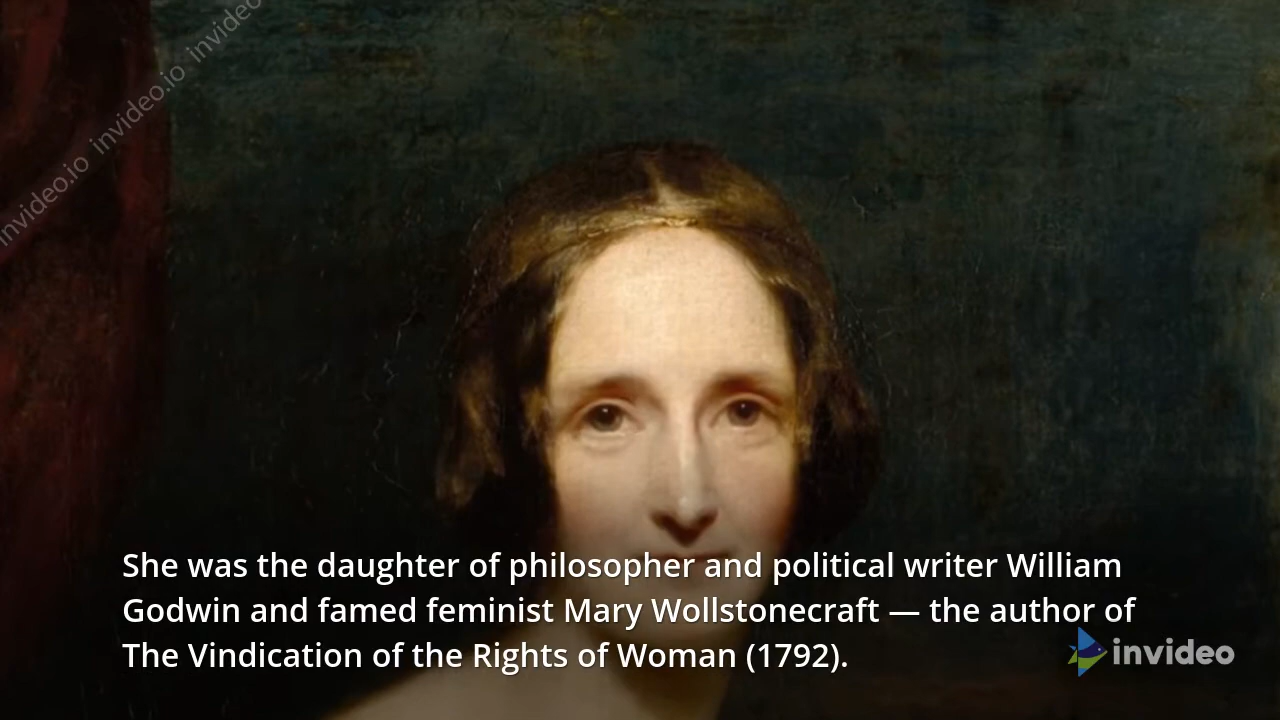 invideo.io invideo.io invideo
She was the daughter of philosopher and political writer William
Godwin and famed feminist Mary Wollstonecraft — the author of
The Vindication of the Rights of Woman (1792).
invideo